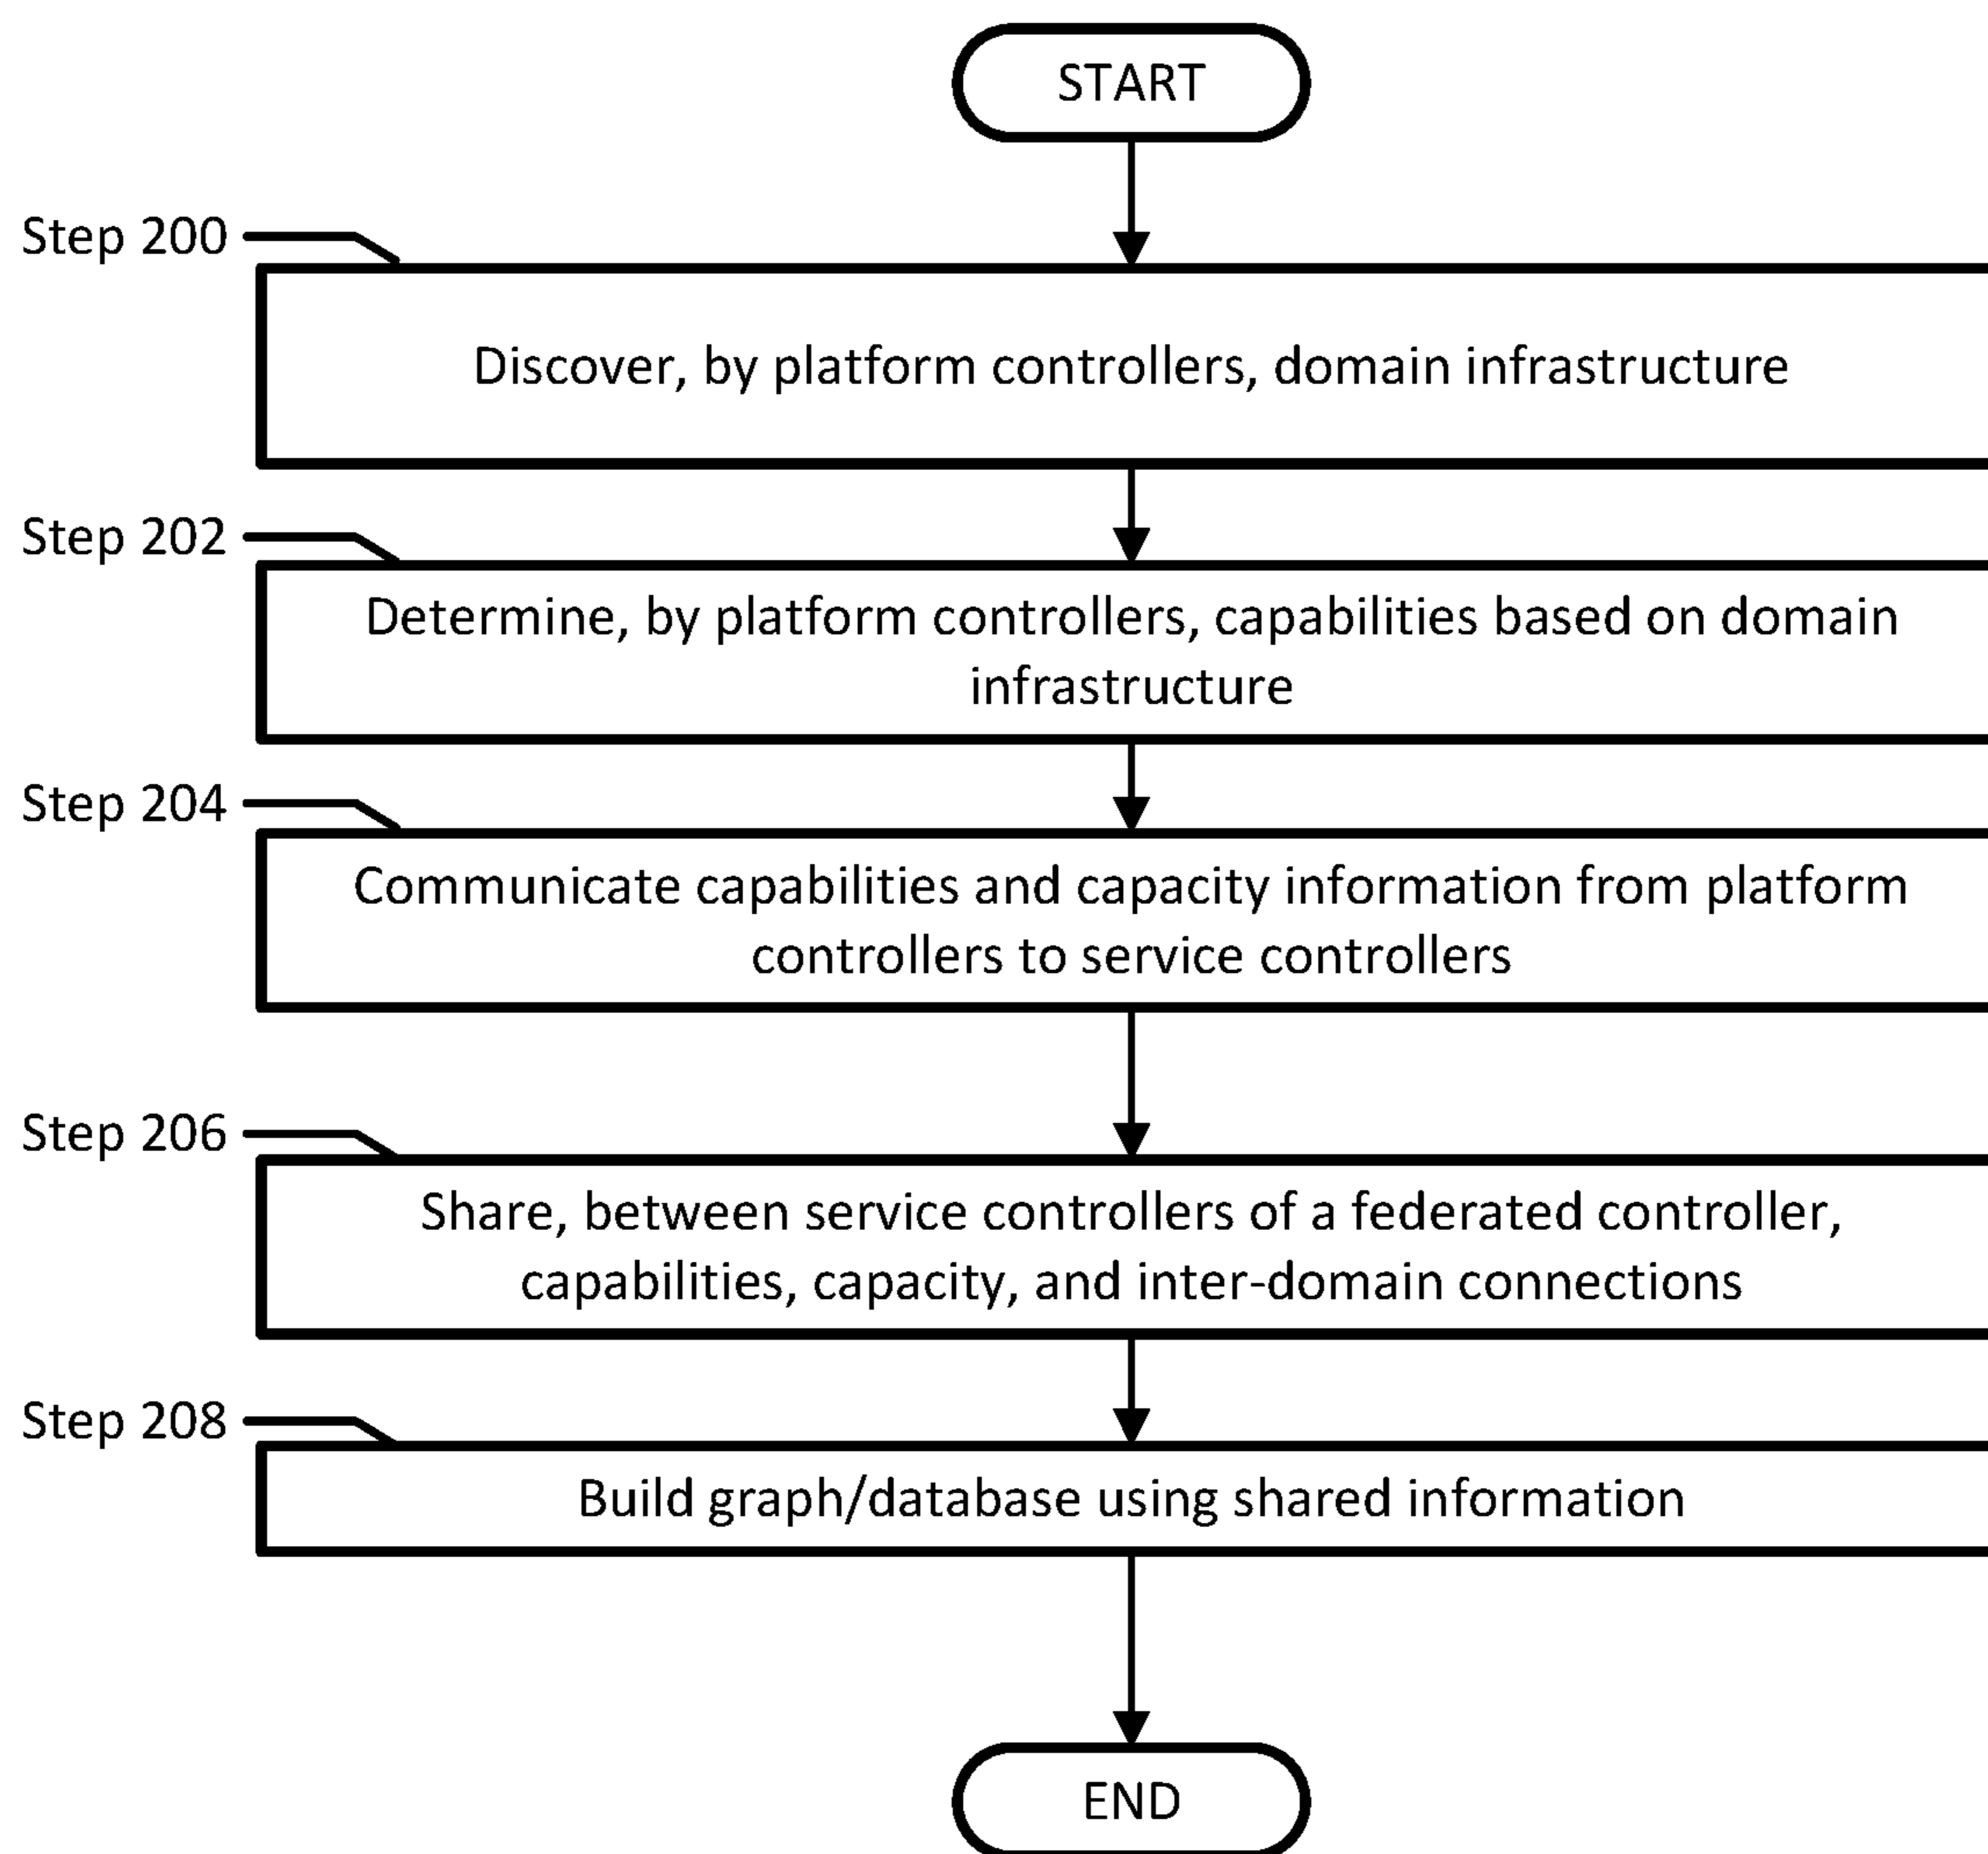 START
Step 200
Discover, by platform controllers, domain infrastructure
Step 202
Determine, by platform controllers, capabilities based on domain
infrastructure
Step 204
Communicate capabilities and capacity information from platform
controllers to service controllers
Step 206
Share, between service controllers of a federated controller,
capabilities, capacity, and inter-domain connections
Step 208
Build graph/database using shared information
END